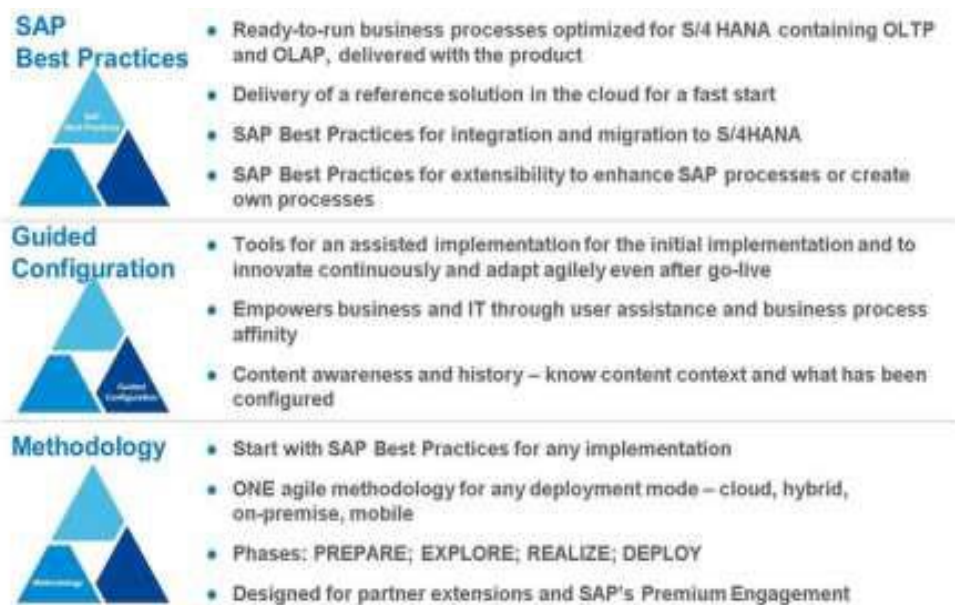 SAP
Best Practices
SAP
Best Practices
• Ready-to-run business processes optimized for S/4 HANA containing OLTP
and OLAP, delivered with the product
• Delivery of a reference solution in the cloud for a fast start
• SAP Best Practices for integration and migration to S/4HANA
• SAP Best Practices for extensibility to enhance SAP processes or create
own processes
Guided
Configuration
Guided
Configuration
• Tools for an assisted implementation for the initial implementation and to
innovate continuously and adapt agilely even after go-live
• Empowers business and IT through user assistance and business process
affinity
• Content awareness and history – know content context and what has been
configured
Methodology
Methodology
• Start with SAP Best Practices for any implementation
• ONE agile methodology for any deployment mode – cloud, hybrid,
on-premise, mobile
• Phases: PREPARE; EXPLORE; REALIZE; DEPLOY
• Designed for partner extensions and SAP's Premium Engagement